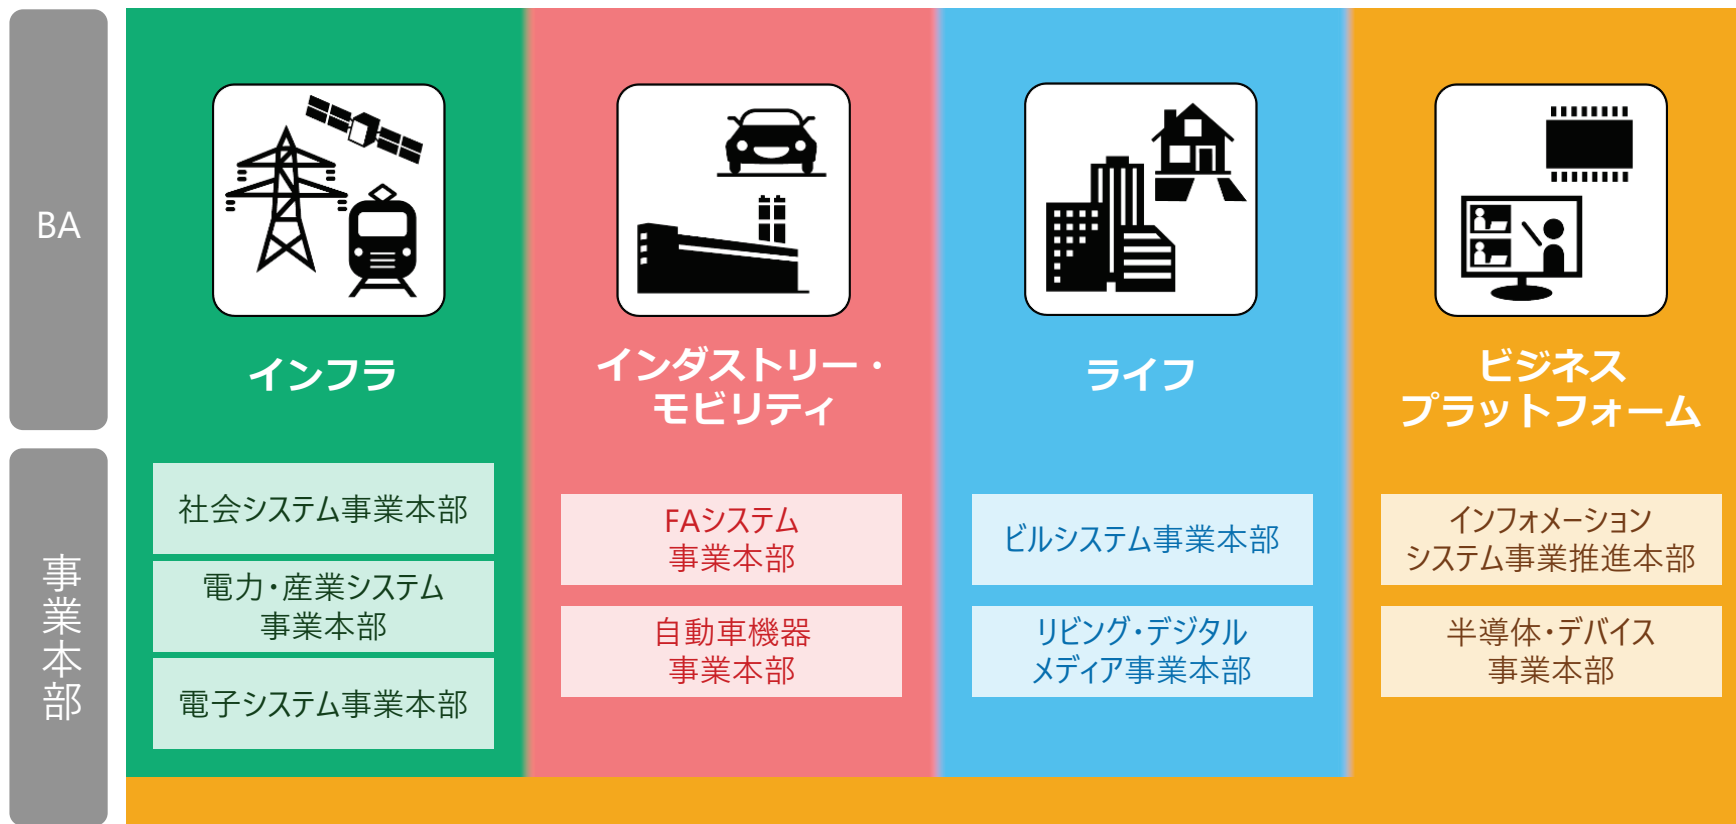 BA
インフラ
インダストリー・
モビリティ
ライフ
ビジネス
プラットフォーム
事業本部
社会システム事業本部
電力・産業システム
事業本部
電子システム事業本部
FAシステム
事業本部
自動車機器
事業本部
ビルシステム事業本部
リビング・デジタル
メディア事業本部
インフォメーション
システム事業推進本部
半導体・デバイス
事業本部